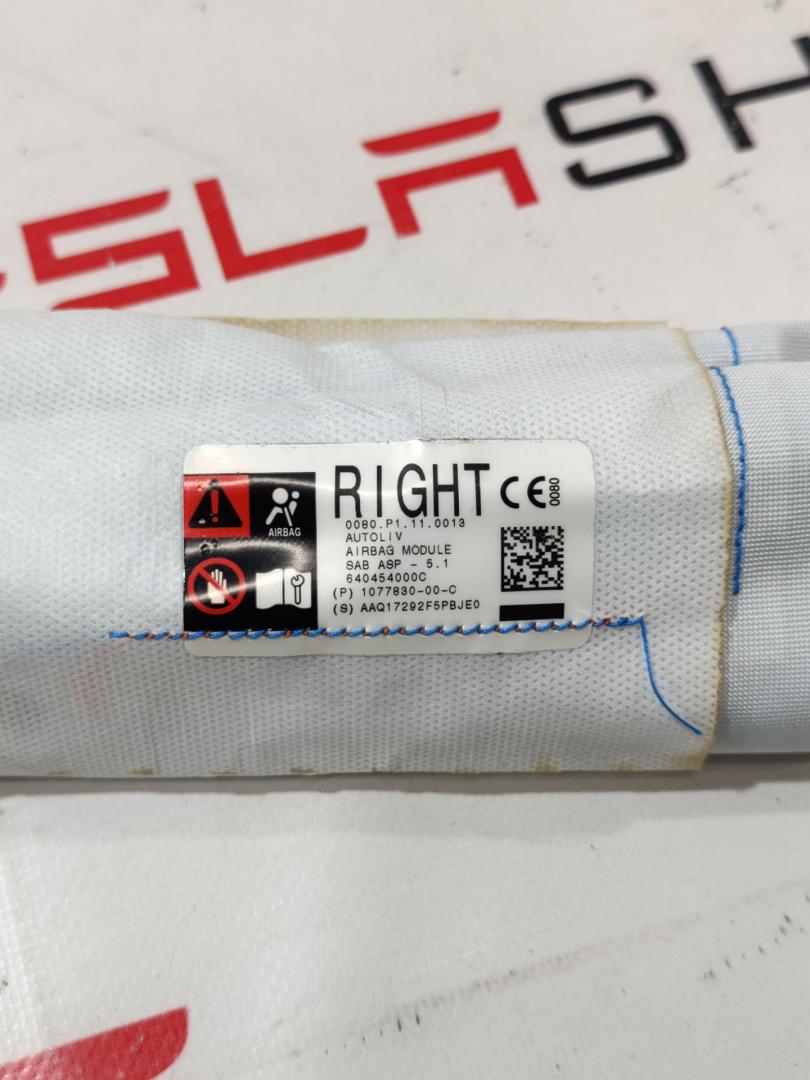 SLASH
RIGHT CE 0080
0080.P1.11.0013
AUTOLIV
AIRBAG MODULE
SAB ASP - 5.1
640454000C
(P) 1077830-00-C
(S) AAQ17292F5PBJE0
AIRBAG